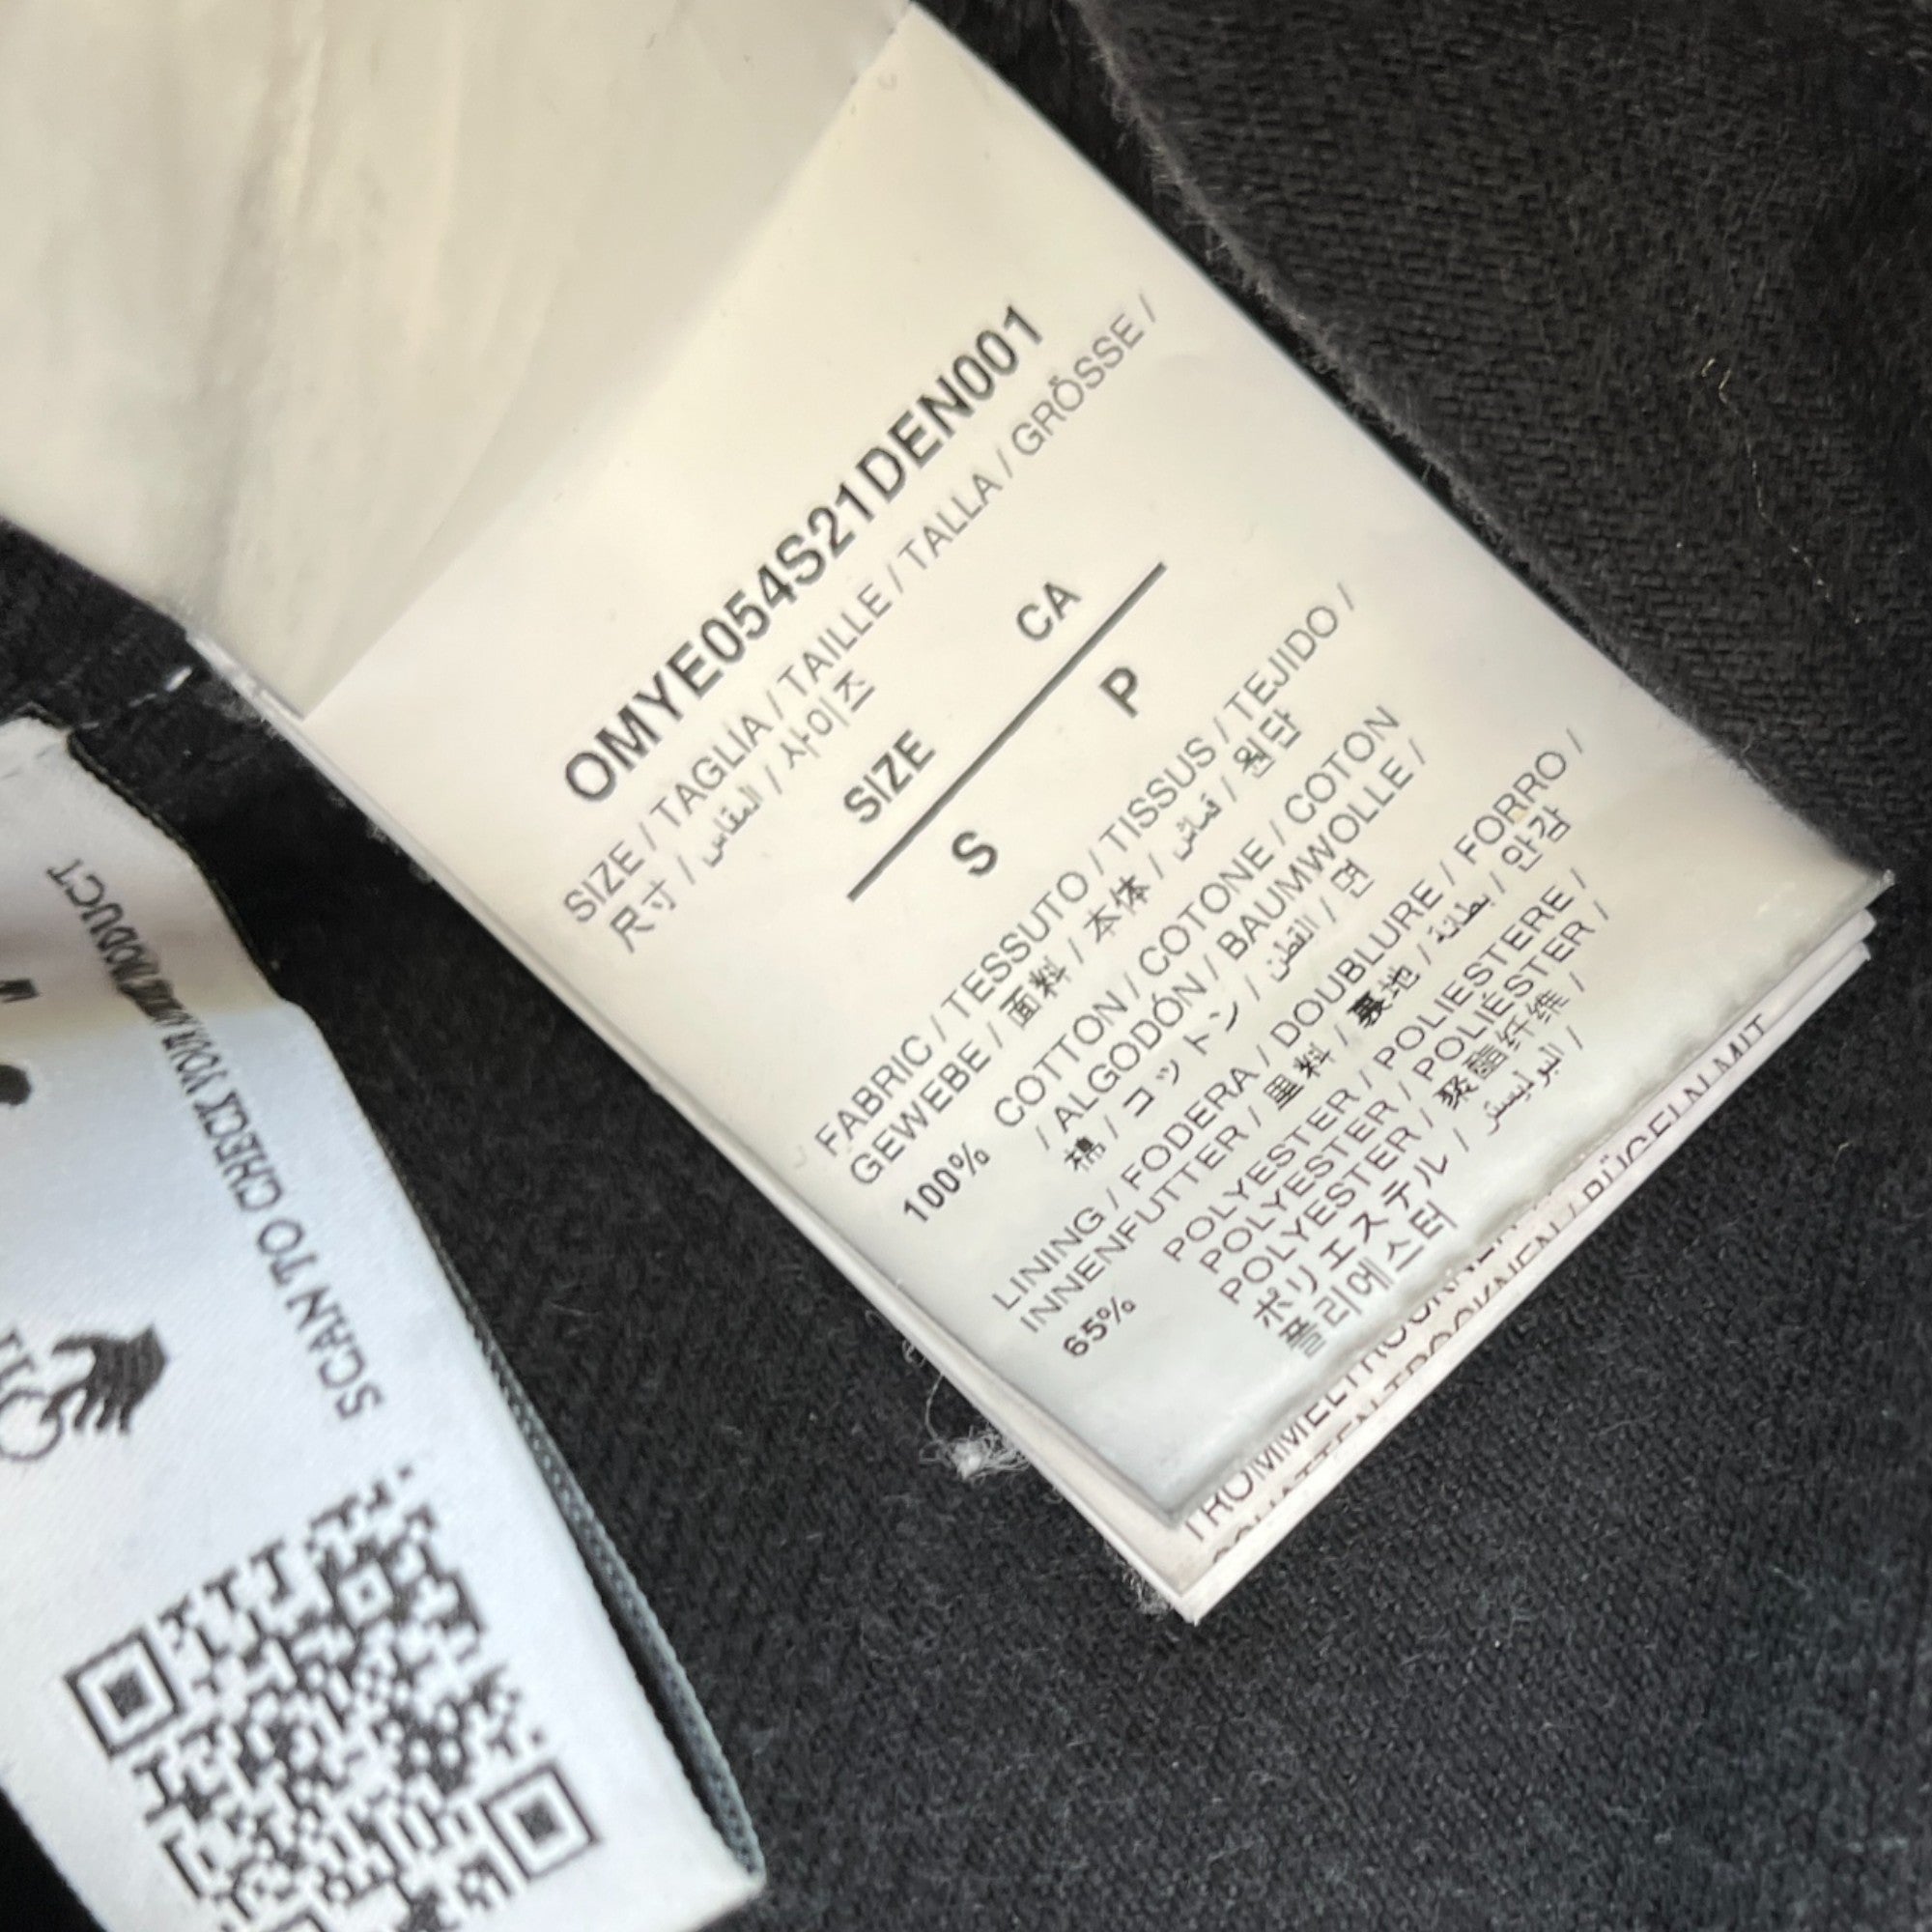 OMYE054S21DEN001
SIZE / TAGLIA / TAILLE / TALLA / GRÖSSE /
尺寸 / المقاس / 사이즈
SIZE CA
S P
FABRIC / TESSUTO / TISSUS / TEJIDO /
GEWEBE / 面料 / 本体 / قماش / 원단
100% COTTON / COTONE / COTON
/ ALGODÓN / BAUMWOLLE /
棉 / コットン / القطن / 면
LINING / FODERA / DOUBLURE / FORRO /
INNENFUTTER / 里料 / 裏地 / بطانة / 안감
65% POLYESTER / POLIESTERE /
POLYESTER / POLIÉSTER /
POLYESTER / 聚酯纤维 /
ポリエステル / البوليستر /
폴리에스터
SCAN TO CHECK YOUR PRODUCT